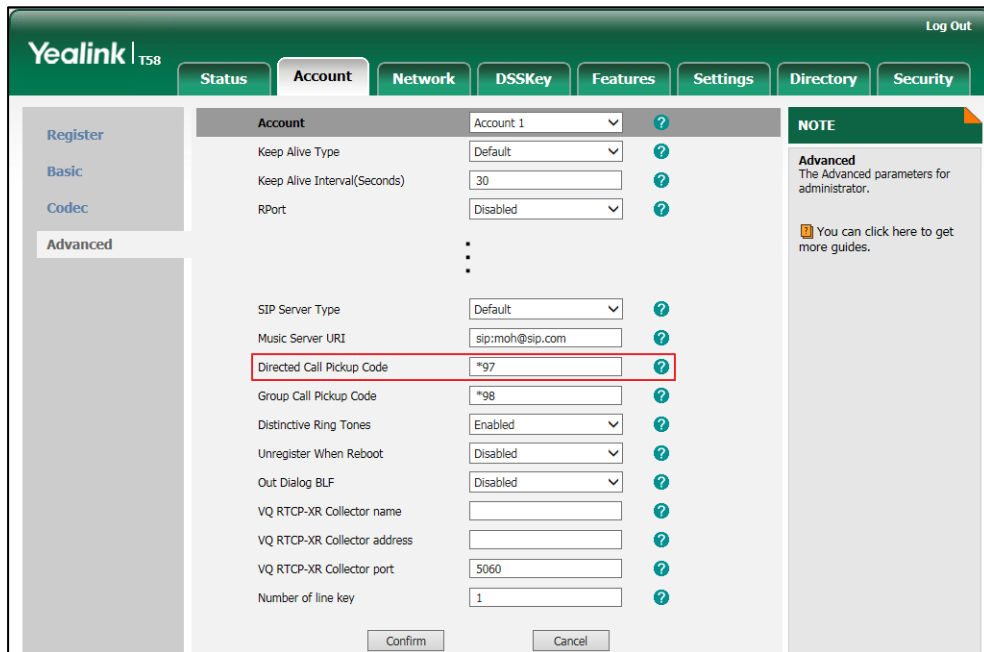 Log Out
Yealink | T58
Status Account Network DSSKey Features Settings Directory Security
Register
Basic
Codec
Advanced
Account Account 1
Keep Alive Type Default
Keep Alive Interval(Seconds) 30
RPort Disabled
SIP Server Type Default
Music Server URI sip:moh@sip.com
Directed Call Pickup Code *97
Group Call Pickup Code *98
Distinctive Ring Tones Enabled
Unregister When Reboot Disabled
Out Dialog BLF Disabled
VQ RTCP-XR Collector name
VQ RTCP-XR Collector address
VQ RTCP-XR Collector port 5060
Number of line key 1
Confirm Cancel
NOTE
Advanced
The Advanced parameters for
administrator.
You can click here to get
more guides.